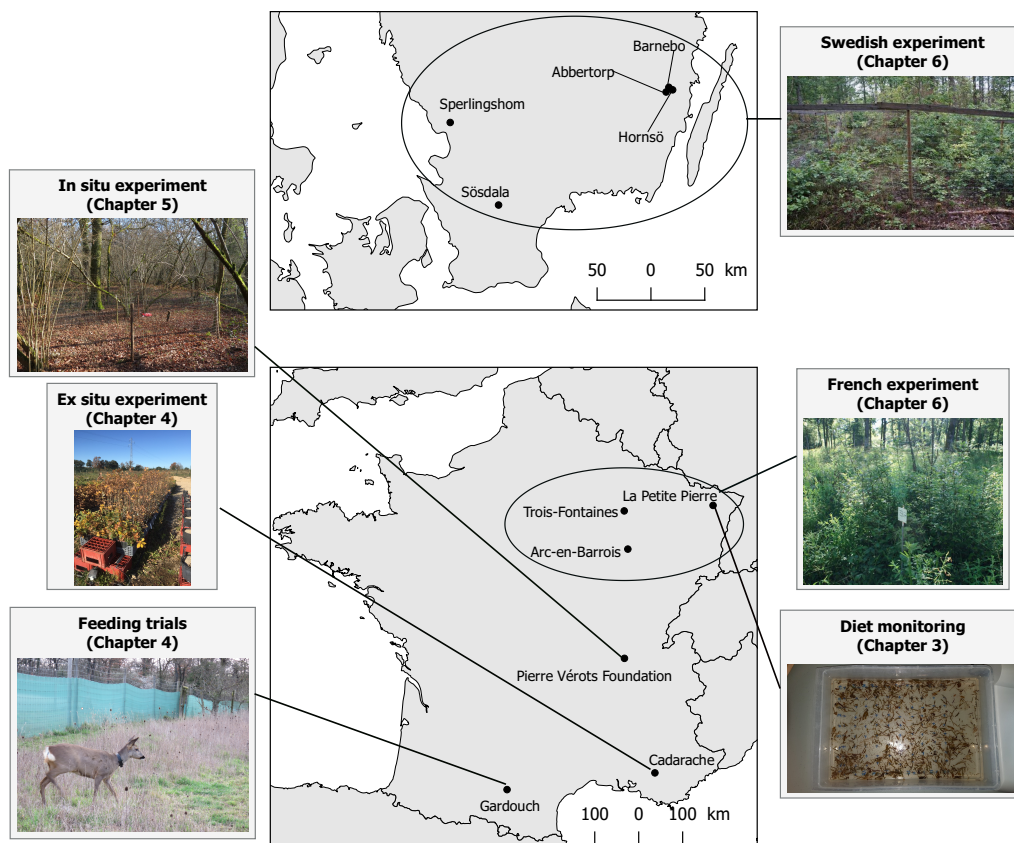 Swedish experiment
(Chapter 6)
Barnebo
Abbertorp
Sperlingshom
Hornsö
Sösdala
50 0 50 km
In situ experiment
(Chapter 5)
Ex situ experiment
(Chapter 4)
French experiment
(Chapter 6)
La Petite Pierre
Trois-Fontaines
Arc-en-Barrois
Feeding trials
(Chapter 4)
Diet monitoring
(Chapter 3)
Pierre Vérots Foundation
Cadarache
Gardouch
100 0 100 km